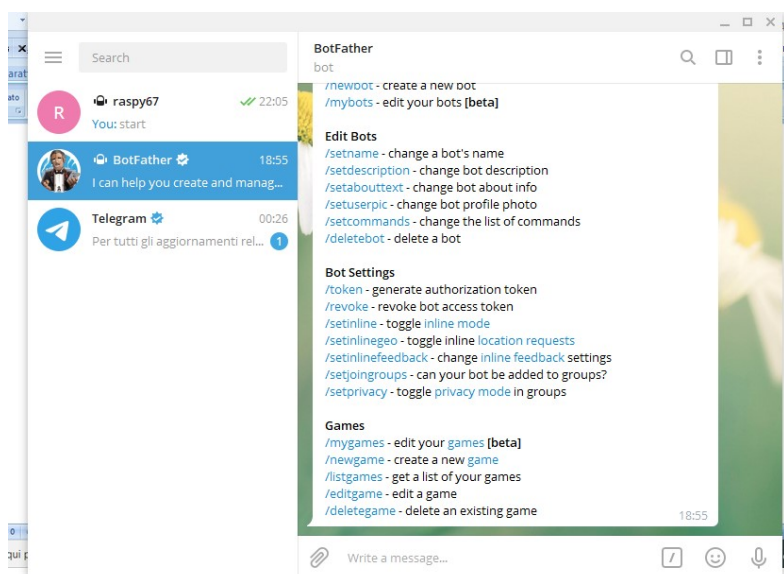 Search
raspy67
22:05
R
You: start
BotFather
18:55
I can help you create and manag...
Telegram
00:26
Per tutti gli aggiornamenti rel...
1
BotFather
bot
/newbot - create a new bot
/mybots - edit your bots [beta]
Edit Bots
/setname - change a bot's name
/setdescription - change bot description
/setabouttext - change bot about info
/setuserpic - change bot profile photo
/setcommands - change the list of commands
/deletebot - delete a bot
Bot Settings
/token - generate authorization token
/revoke - revoke bot access token
/setinline - toggle inline mode
/setinlinegeo - toggle inline location requests
/setinlinefeedback - change inline feedback settings
/setjoingroups - can your bot be added to groups?
/setprivacy - toggle privacy mode in groups
Games
/mygames - edit your games [beta]
/newgame - create a new game
/listgames - get a list of your games
/editgame - edit a game
/deletegame - delete an existing game
18:55
Write a message...